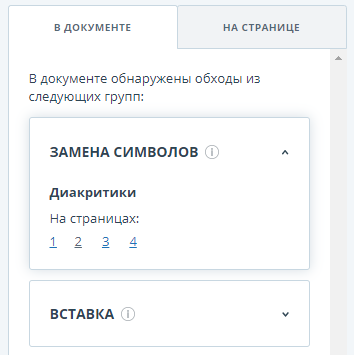 В ДОКУМЕНТЕ
НА СТРАНИЦЕ
В документе обнаружены обходы из
следующих групп:
ЗАМЕНА СИМВОЛОВ
Диакритики
На страницах:
1 2 3 4
ВСТАВКА